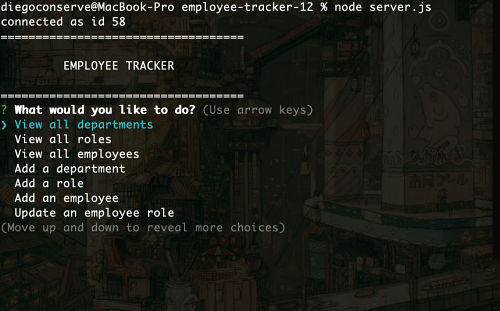 diegoconserve@MacBook-Pro employee-tracker-12 % node server.js
connected as id 58
===================================
EMPLOYEE TRACKER
===================================
? What would you like to do? (Use arrow keys)
❯ View all departments
View all roles
View all employees
Add a department
Add a role
Add an employee
Update an employee role
(Move up and down to reveal more choices)